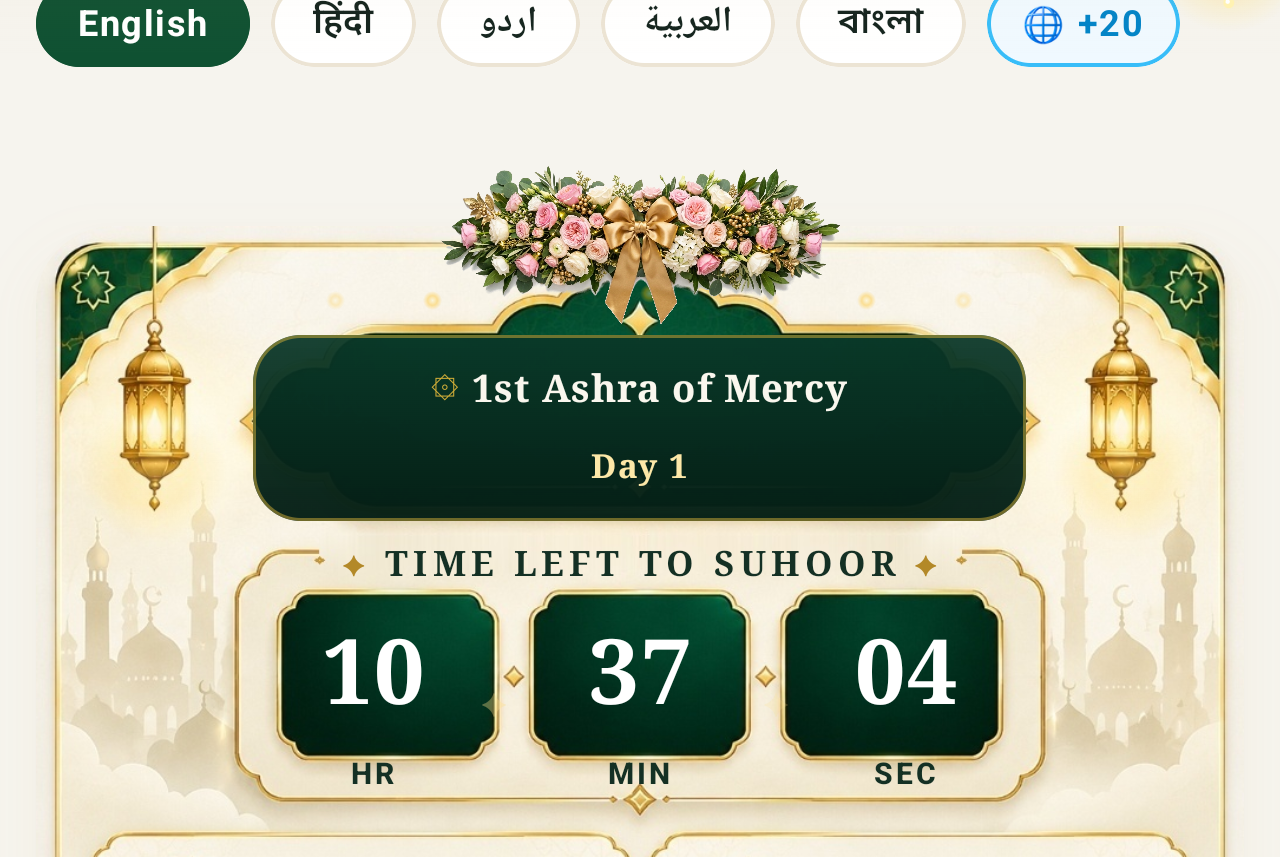 English हिंदी اردو العربية বাংলা 🌐 +20
1st Ashra of Mercy
Day 1
TIME LEFT TO SUHOOR
10 37 04
HR MIN SEC